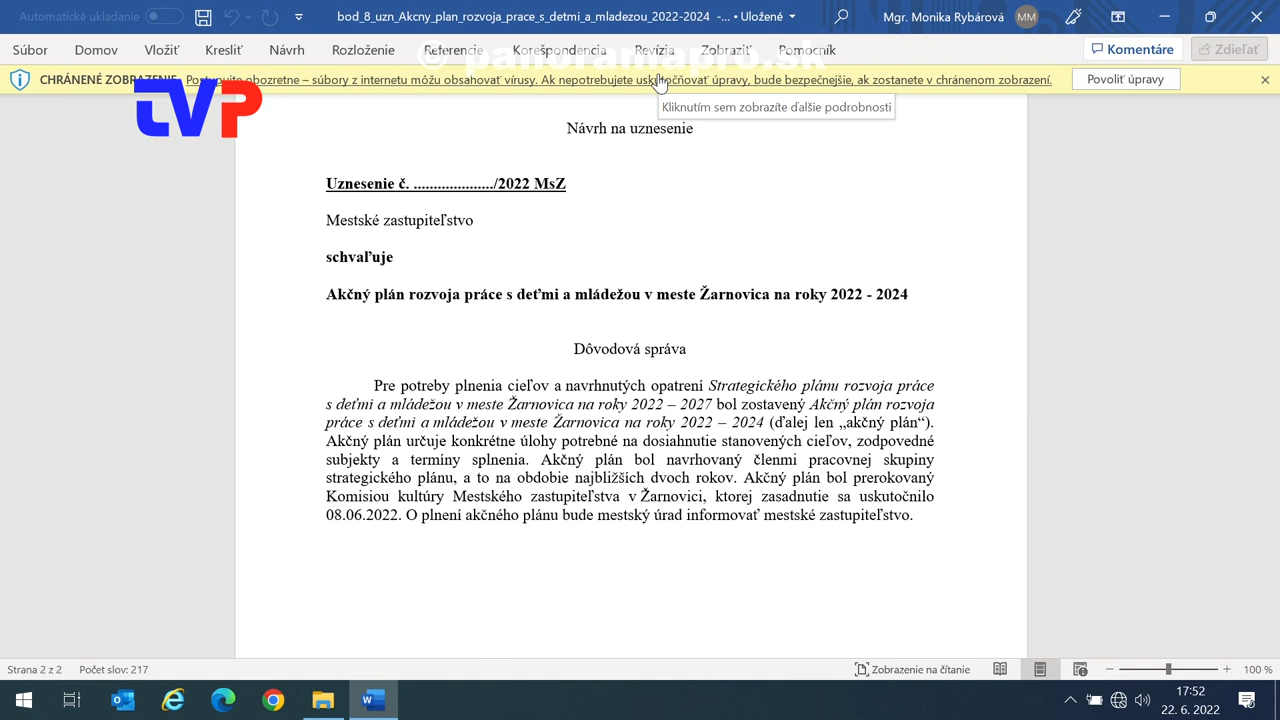 Automatické ukladanie
bod_8_uzn_Akcny_plan_rozvoja_prace_s_detmi_a_mladezou_2022-2024 -... • Uložené
Mgr. Monika Rybárová MM
Súbor Domov Vložiť Kresliť Návrh Rozloženie Referencie Korešpondencia Revízia Zobraziť Pomocník Komentáre Zdieľať
© panoramapro.sk
CHRÁNENÉ ZOBRAZENIE Postupujte obozretne – súbory z internetu môžu obsahovať vírusy. Ak nepotrebujete uskutočňovať úpravy, bude bezpečnejšie, ak zostanete v chránenom zobrazení. Povoliť úpravy
Kliknutím sem zobrazíte ďalšie podrobnosti
TVP
Návrh na uznesenie
Uznesenie č. ..................../2022 MsZ
Mestské zastupiteľstvo
schvaľuje
Akčný plán rozvoja práce s deťmi a mládežou v meste Žarnovica na roky 2022 - 2024
Dôvodová správa
Pre potreby plnenia cieľov a navrhnutých opatrení Strategického plánu rozvoja práce
s deťmi a mládežou v meste Žarnovica na roky 2022 – 2027 bol zostavený Akčný plán rozvoja
práce s deťmi a mládežou v meste Žarnovica na roky 2022 – 2024 (ďalej len „akčný plán“).
Akčný plán určuje konkrétne úlohy potrebné na dosiahnutie stanovených cieľov, zodpovedné
subjekty a termíny splnenia. Akčný plán bol navrhovaný členmi pracovnej skupiny
strategického plánu, a to na obdobie najbližších dvoch rokov. Akčný plán bol prerokovaný
Komisiou kultúry Mestského zastupiteľstva v Žarnovici, ktorej zasadnutie sa uskutočnilo
08.06.2022. O plnení akčného plánu bude mestský úrad informovať mestské zastupiteľstvo.
Strana 2 z 2 Počet slov: 217 Zobrazenie na čítanie 100 %
17:52
22. 6. 2022